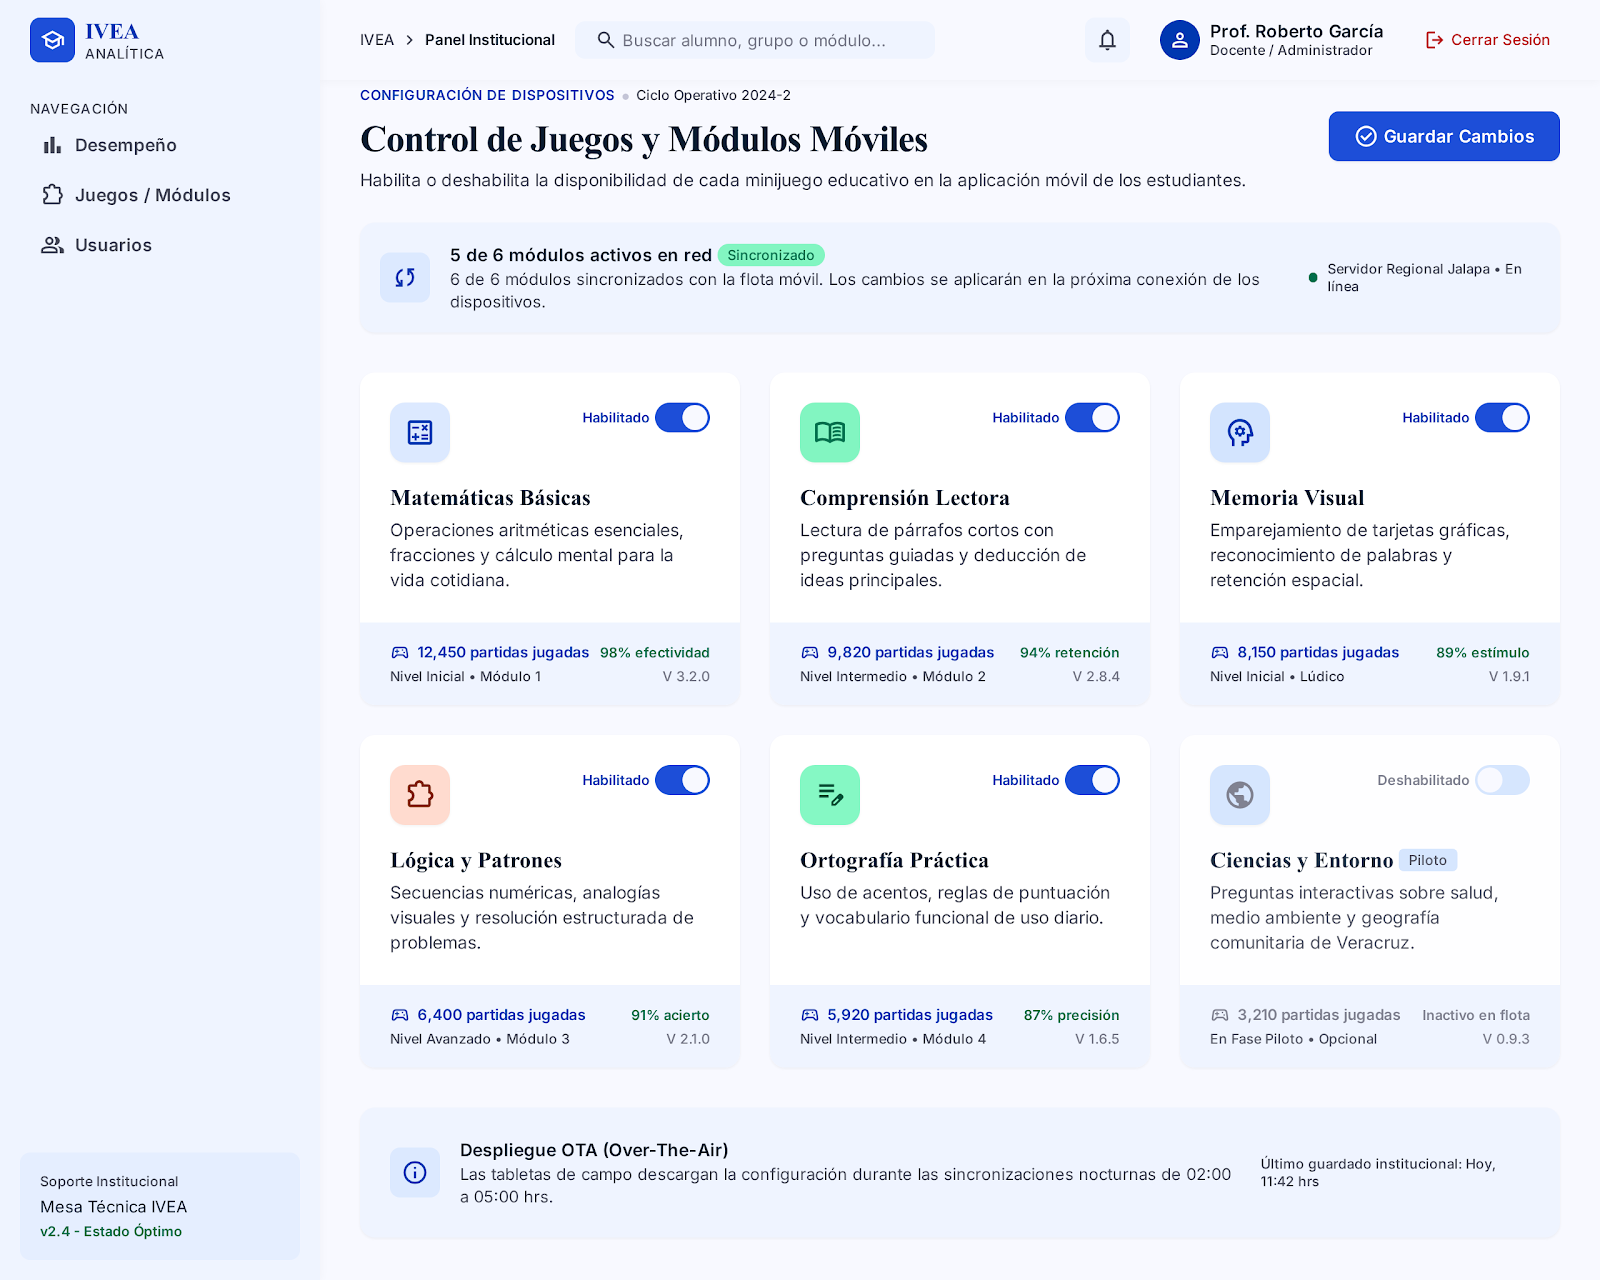 IVEA
ANALÍTICA
NAVEGACIÓN
Desempeño
Juegos / Módulos
Usuarios
Soporte Institucional
Mesa Técnica IVEA
v2.4 - Estado Óptimo
IVEA
Panel Institucional
Buscar alumno, grupo o módulo...
Prof. Roberto García
Docente / Administrador
Cerrar Sesión
CONFIGURACIÓN DE DISPOSITIVOS
Ciclo Operativo 2024-2
Control de Juegos y Módulos Móviles
Habilita o deshabilita la disponibilidad de cada minijuego educativo en la aplicación móvil de los estudiantes.
Guardar Cambios
5 de 6 módulos activos en red
Sincronizado
6 de 6 módulos sincronizados con la flota móvil. Los cambios se aplicarán en la próxima conexión de los
dispositivos.
Servidor Regional Jalapa • En
línea
Habilitado
Matemáticas Básicas
Operaciones aritméticas esenciales,
fracciones y cálculo mental para la
vida cotidiana.
12,450 partidas jugadas
98% efectividad
Nivel Inicial • Módulo 1
V 3.2.0
Habilitado
Comprensión Lectora
Lectura de párrafos cortos con
preguntas guiadas y deducción de
ideas principales.
9,820 partidas jugadas
94% retención
Nivel Intermedio • Módulo 2
V 2.8.4
Habilitado
Memoria Visual
Emparejamiento de tarjetas gráficas,
reconocimiento de palabras y
retención espacial.
8,150 partidas jugadas
89% estímulo
Nivel Inicial • Lúdico
V 1.9.1
Habilitado
Lógica y Patrones
Secuencias numéricas, analogías
visuales y resolución estructurada de
problemas.
6,400 partidas jugadas
91% acierto
Nivel Avanzado • Módulo 3
V 2.1.0
Habilitado
Ortografía Práctica
Uso de acentos, reglas de puntuación
y vocabulario funcional de uso diario.
5,920 partidas jugadas
87% precisión
Nivel Intermedio • Módulo 4
V 1.6.5
Deshabilitado
Ciencias y Entorno
Piloto
Preguntas interactivas sobre salud,
medio ambiente y geografía
comunitaria de Veracruz.
3,210 partidas jugadas
Inactivo en flota
En Fase Piloto • Opcional
V 0.9.3
Despliegue OTA (Over-The-Air)
Las tabletas de campo descargan la configuración durante las sincronizaciones nocturnas de 02:00
a 05:00 hrs.
Último guardado institucional: Hoy,
11:42 hrs